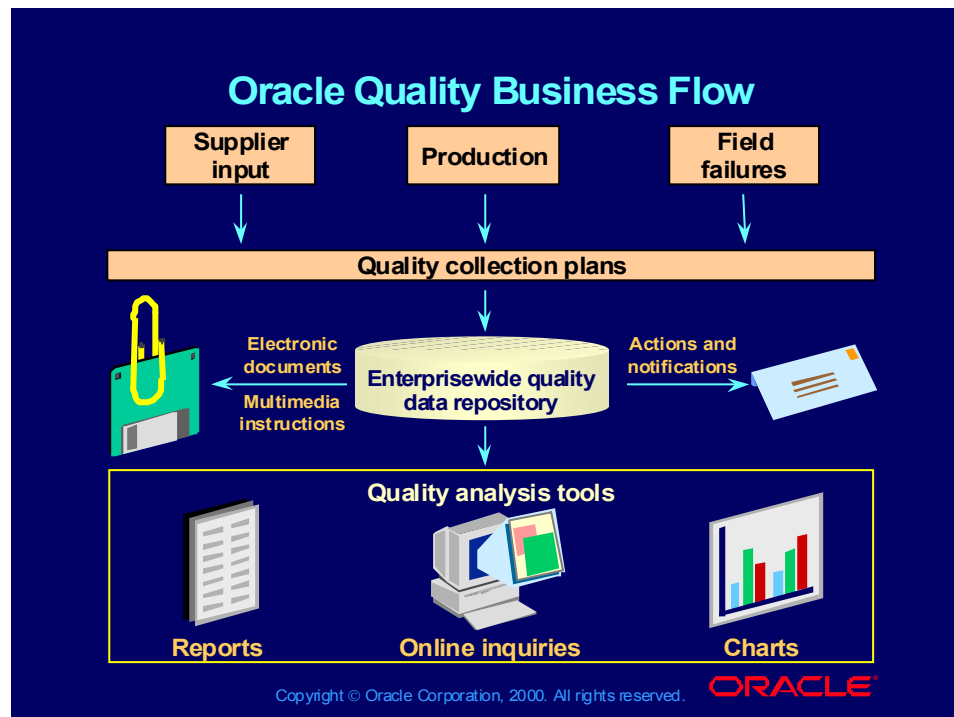 Oracle Quality Business Flow
Supplier
input
Production
Field
failures
Quality collection plans
Electronic
documents
Multimedia
instructions
Enterprisewide quality
data repository
Actions and
notifications
Quality analysis tools
Reports
Online inquiries
Charts
Copyright © Oracle Corporation, 2000. All rights reserved.
ORACLE®